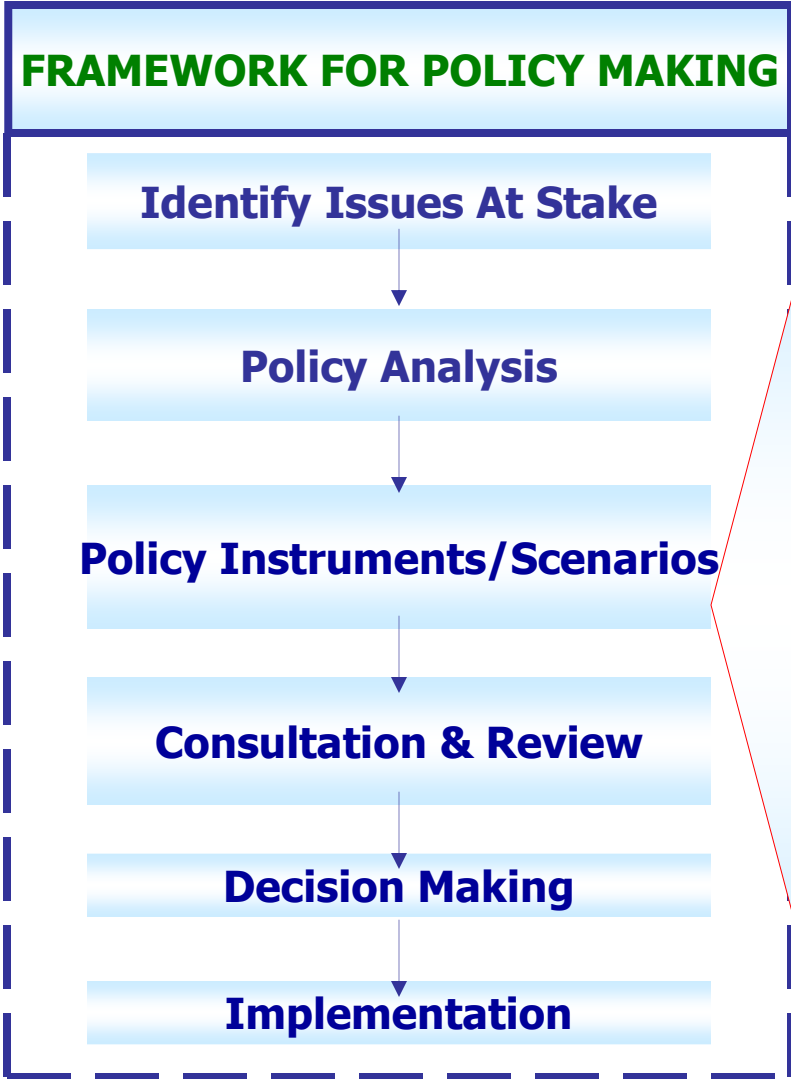 FRAMEWORK FOR POLICY MAKING
Identify Issues At Stake
Policy Analysis
Policy Instruments/Scenarios
Consultation & Review
Decision Making
Implementation